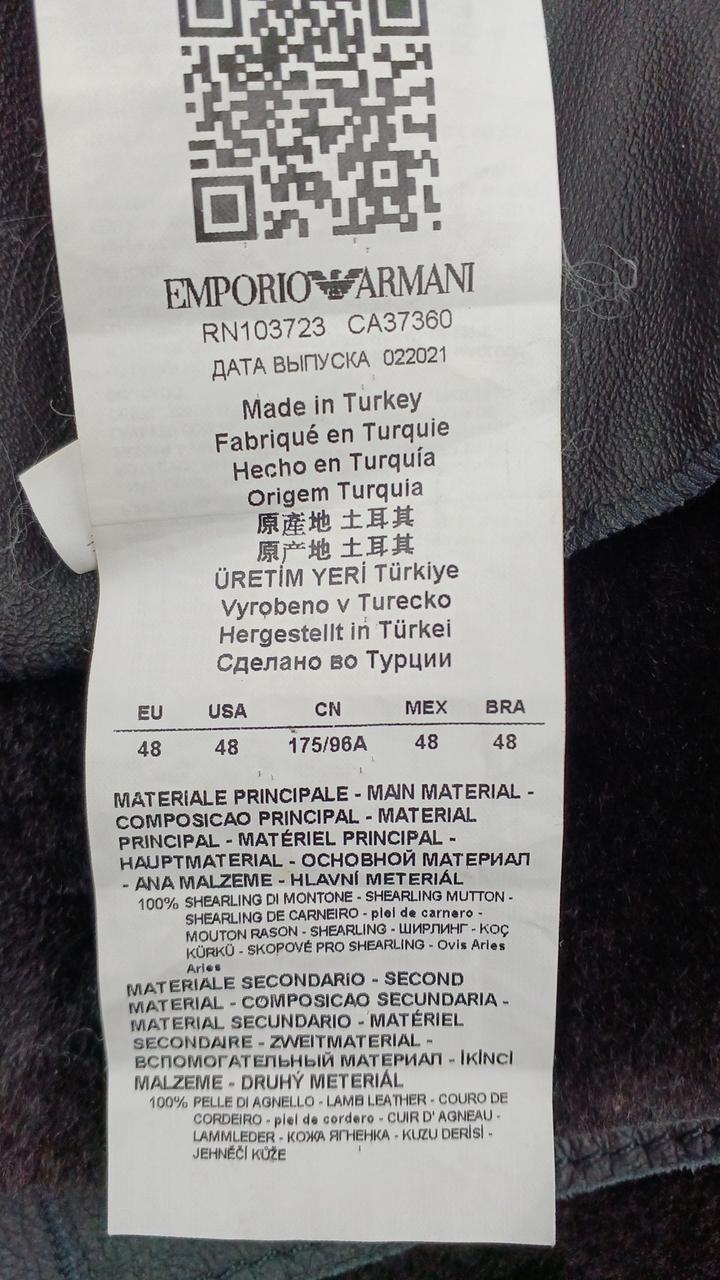 EMPORIO ARMANI
RN103723 CA37360
ДАТА ВЫПУСКА 022021
Made in Turkey
Fabriqué en Turquie
Hecho en Turquía
Origem Turquia
原產地 土耳其
原产地 土耳其
ÜRETİM YERİ Türkiye
Vyrobeno v Turecko
Hergestellt in Türkei
Сделано во Турции
EU USA CN MEX BRA
48 48 175/96A 48 48
MATERIALE PRINCIPALE - MAIN MATERIAL -
COMPOSICAO PRINCIPAL - MATERIAL
PRINCIPAL - MATÉRIEL PRINCIPAL -
HAUPTMATERIAL - ОСНОВНОЙ МАТЕРИАЛ
- ANA MALZEME - HLAVNÍ METERIÁL
100% SHEARLING DI MONTONE - SHEARLING MUTTON -
SHEARLING DE CARNEIRO - piel de carnero -
MOUTON RASON - SHEARLING - ШИРЛИНГ - KOÇ
KÜRKÜ - SKOPOVÉ PRO SHEARLING - Ovis Aries
Aries
MATERIALE SECONDARIO - SECOND
MATERIAL - COMPOSICAO SECUNDARIA -
MATERIAL SECUNDARIO - MATÉRIEL
SECONDAIRE - ZWEITMATERIAL -
ВСПОМОГАТЕЛЬНЫЙ МАТЕРИАЛ - İKİNCİ
MALZEME - DRUHÝ METERIÁL
100% PELLE DI AGNELLO - LAMB LEATHER - COURO DE
CORDEIRO - piel de cordero - CUIR D' AGNEAU -
LAMMLEDER - КОЖА ЯГНЕНКА - KUZU DERİSİ -
JEHNĚČÍ KŮŽE